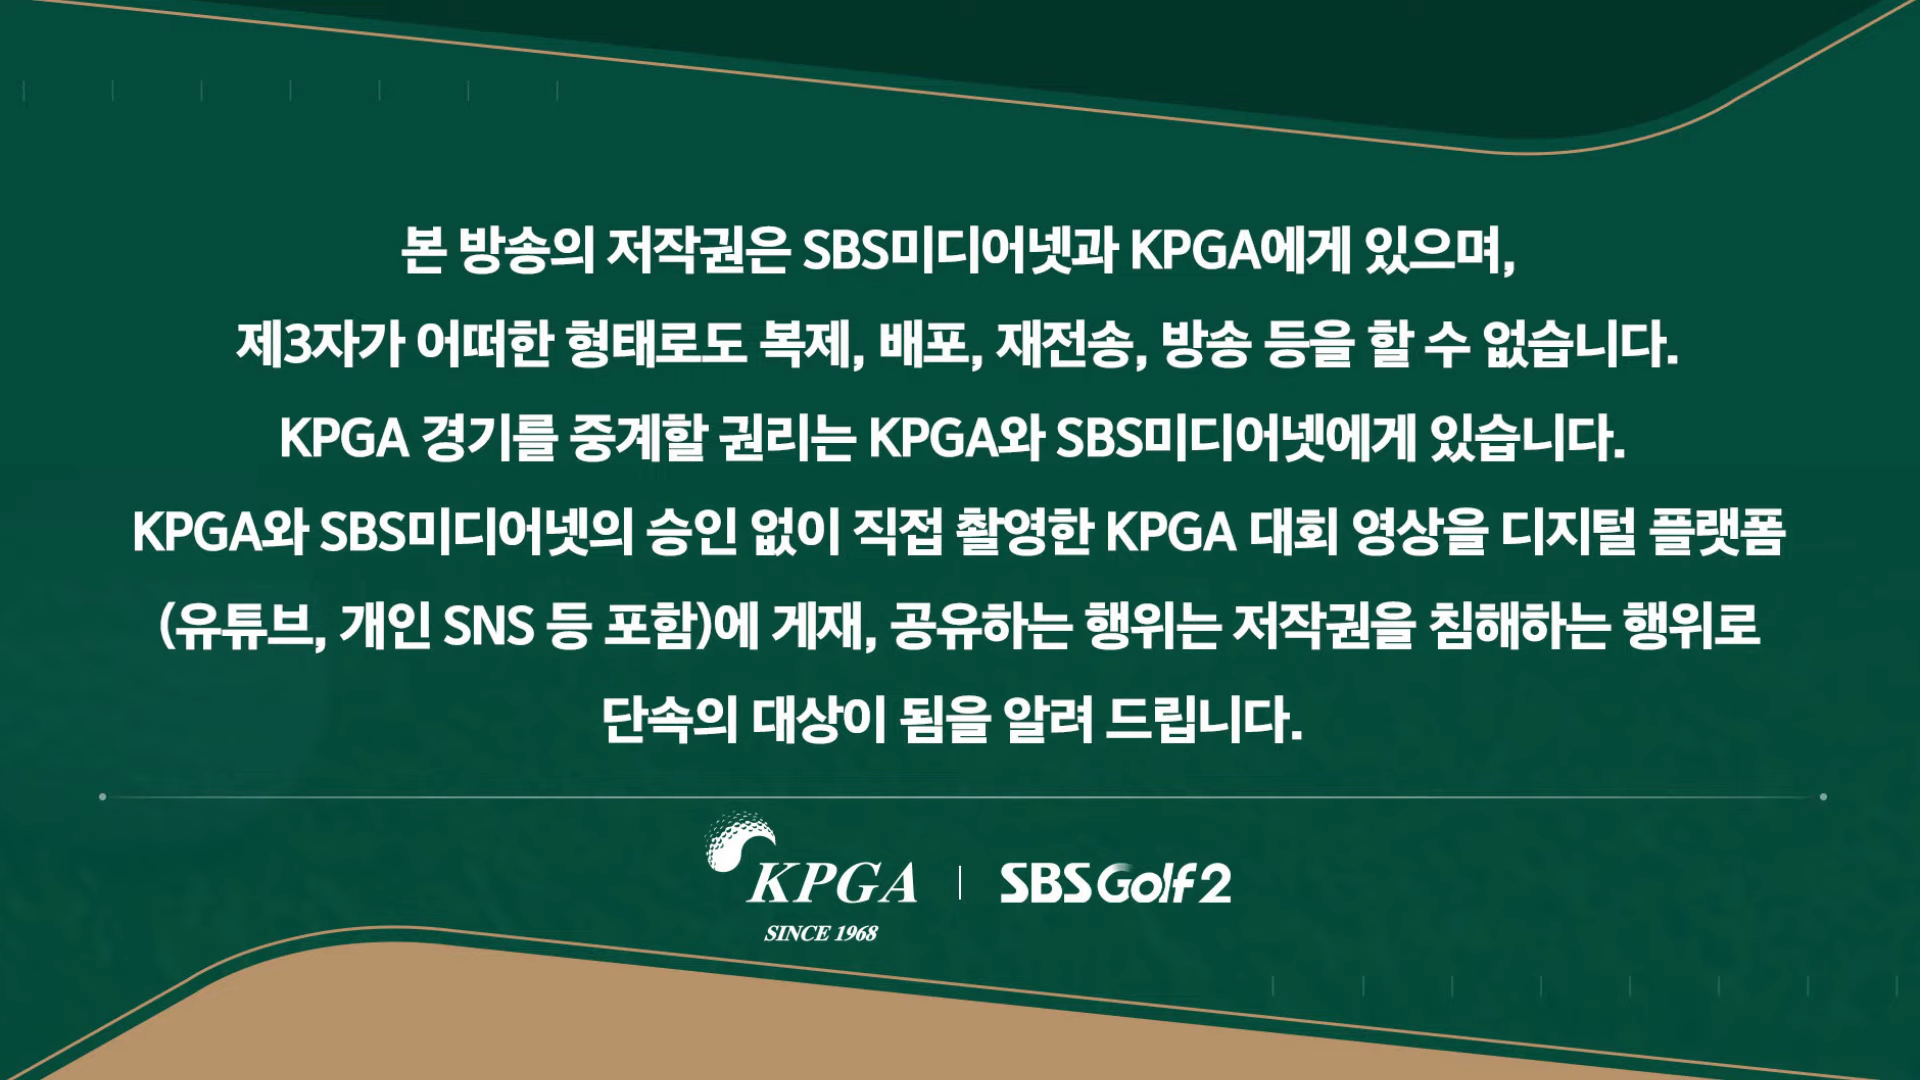 본 방송의 저작권은 SBS미디어넷과 KPGA에게 있으며,
제3자가 어떠한 형태로도 복제, 배포, 재전송, 방송 등을 할 수 없습니다.
KPGA 경기를 중계할 권리는 KPGA와 SBS미디어넷에게 있습니다.
KPGA와 SBS미디어넷의 승인 없이 직접 촬영한 KPGA 대회 영상을 디지털 플랫폼
(유튜브, 개인 SNS 등 포함)에 게재, 공유하는 행위는 저작권을 침해하는 행위로
단속의 대상이 됨을 알려 드립니다.
KPGA SBS Golf 2
SINCE 1968